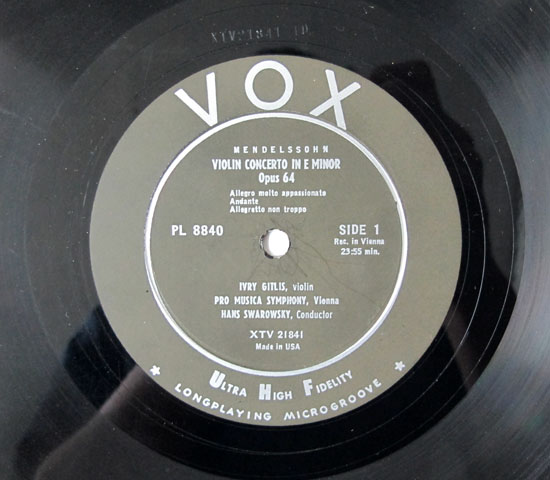 XTV21841 1D
VOX
MENDELSSOHN
VIOLIN CONCERTO IN E MINOR
Opus 64
Allegro molto appassionato
Andante
Allegretto non troppo
PL 8840
SIDE 1
Rec. in Vienna
23:55 min.
IVRY GITLIS, violin
PRO MUSICA SYMPHONY, Vienna
HANS SWAROWSKY, Conductor
XTV 21841
Made in USA
ULTRA HIGH FIDELITY
LONGPLAYING MICROGROOVE